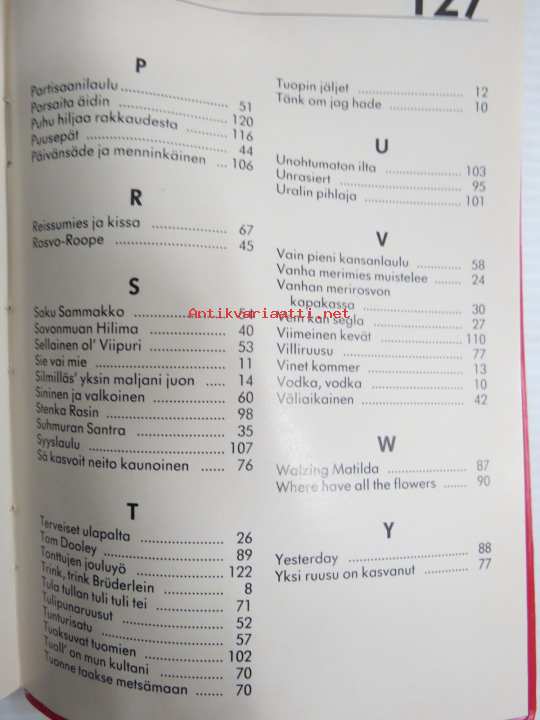 127
P
Partisaanilaulu ... 51
Porsaita äidin ... 120
Puhu hiljaa rakkaudesta ... 116
Puusepät ... 44
Päivänsäde ja menninkäinen ... 106
R
Reissumies ja kissa ... 67
Rosvo-Roope ... 45
S
Saku Sammakko ...
Savonmuan Hilima ... 40
Sellainen ol' Viipuri ... 53
Sie vai mie ... 11
Silmilläs' yksin maljani juon ... 14
Sininen ja valkoinen ... 60
Stenka Rasin ... 98
Suhmuran Santra ... 35
Syyslaulu ... 107
Sä kasvoit neito kaunoinen ... 76
T
Terveiset ulapalta ... 26
Tom Dooley ... 89
Tonttujen jouluyö ... 122
Trink, trink Brüderlein ... 8
Tula tullan tuli tuli tei ... 71
Tulipunaruusut ... 52
Tunturisatu ... 57
Tuoksuvat tuomien ... 102
Tuoll' on mun kultani ... 70
Tuonne taakse metsämaan ... 70
Tuopin jäljet ... 12
Tänk om jag hade ... 10
U
Unohtumaton ilta ... 103
Unrasiert ... 95
Uralin pihlaja ... 101
V
Vain pieni kansanlaulu ... 58
Vanha merimies muistelee ... 24
Vanhan merirosvon
kapakassa ... 30
Vem kan segla ... 27
Viimeinen kevät ... 110
Villiruusu ... 77
Vinet kommer ... 13
Vodka, vodka ... 10
Väliaikainen ... 42
W
Walzing Matilda ... 87
Where have all the flowers ... 90
Y
Yesterday ... 88
Yksi ruusu on kasvanut ... 77
Antikvariaatti.net